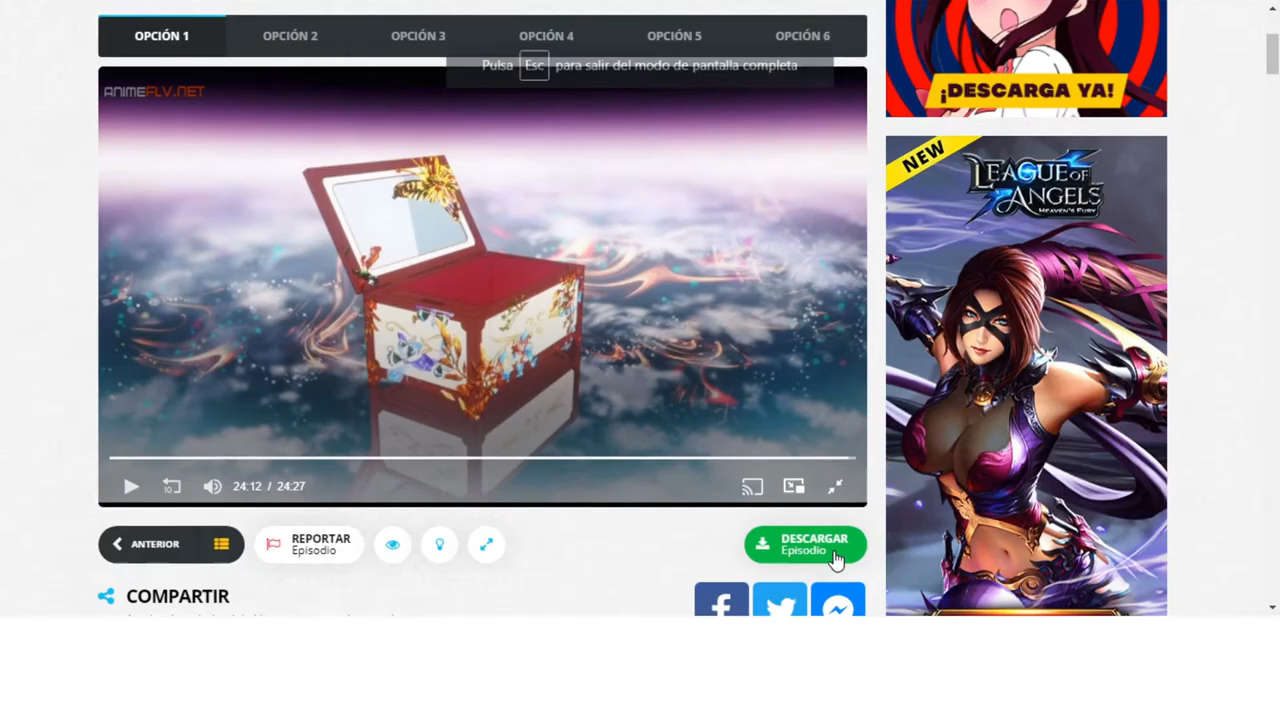 OPCIÓN 1 OPCIÓN 2 OPCIÓN 3 OPCIÓN 4 OPCIÓN 5 OPCIÓN 6
Pulsa Esc para salir del modo de pantalla completa
ANIMEFLV.NET
10
24:12 / 24:27
ANTERIOR
REPORTAR
Episodio
DESCARGAR
Episodio
COMPARTIR
¡DESCARGA YA!
NEW
LEAGUE OF
ANGELS
HEAVEN'S FURY